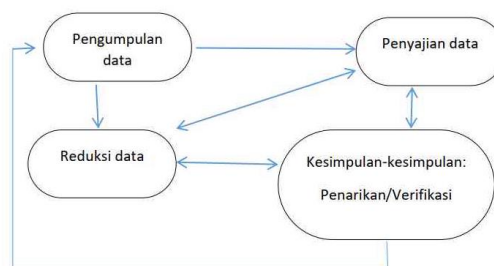 Pengumpulan
data
Penyajian data
Reduksi data
Kesimpulan-kesimpulan:
Penarikan/Verifikasi